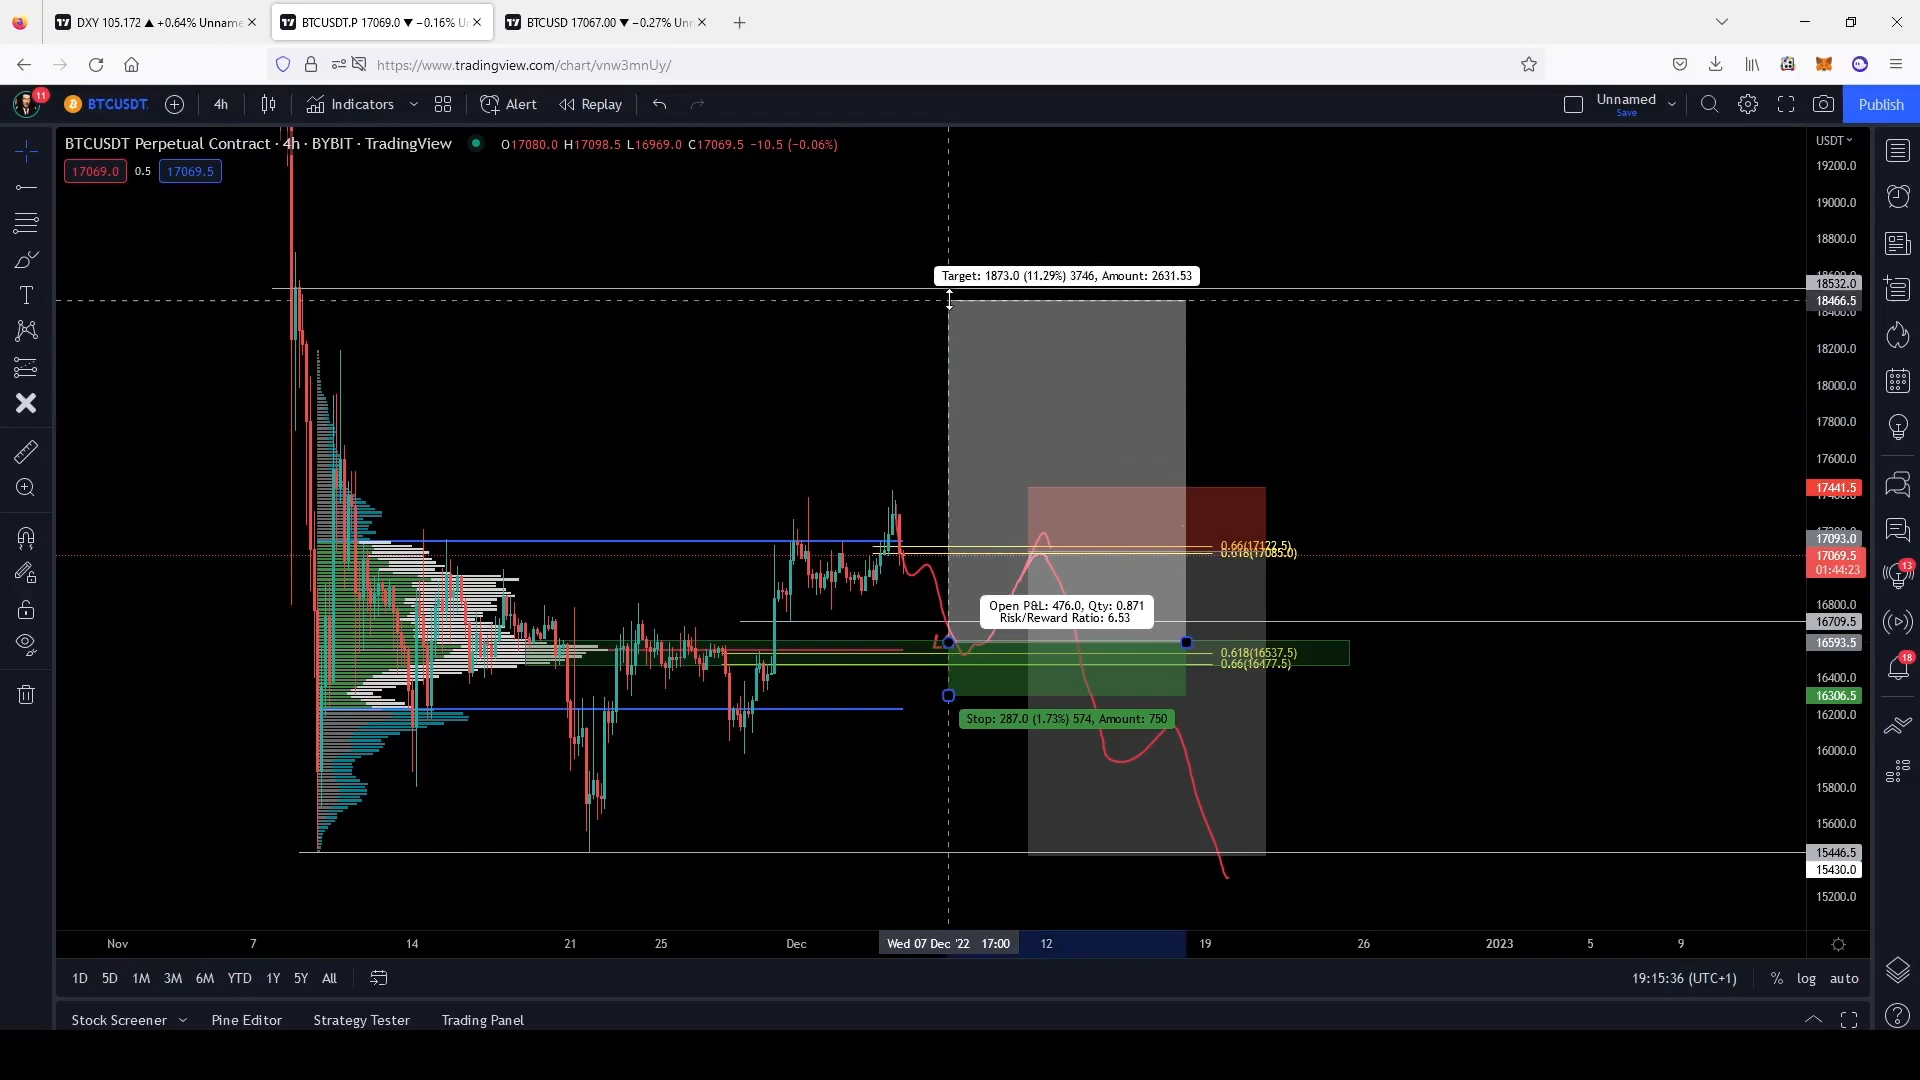 DXY 105.172 ▲ +0.64% Unname
BTCUSDT.P 17069.0 ▼ −0.16% U
BTCUSD 17067.00 ▼ −0.27% Unn
https://www.tradingview.com/chart/vnw3mnUy/
11
BTCUSDT
4h
Indicators
Alert
Replay
Unnamed
Save
Publish
BTCUSDT Perpetual Contract · 4h · BYBIT · TradingView
O17080.0 H17098.5 L16969.0 C17069.5 −10.5 (−0.06%)
17069.0
0.5
17069.5
USDT
19200.0
19000.0
18800.0
18532.0
18466.5
18200.0
18000.0
17800.0
17600.0
17441.5
17093.0
17069.5
01:44:23
16800.0
16709.5
16593.5
16400.0
16306.5
16200.0
16000.0
15800.0
15600.0
15446.5
15430.0
15200.0
Target: 1873.0 (11.29%) 3746, Amount: 2631.53
0.66(17122.5)
0.618(17085.0)
Open P&L: 476.0, Qty: 0.871
Risk/Reward Ratio: 6.53
L
0.618(16537.5)
0.66(16477.5)
Stop: 287.0 (1.73%) 574, Amount: 750
13
18
Nov
7
14
21
25
Dec
Wed 07 Dec '22 17:00
12
19
26
2023
5
9
1D
5D
1M
3M
6M
YTD
1Y
5Y
All
19:15:36 (UTC+1)
%
log
auto
Stock Screener
Pine Editor
Strategy Tester
Trading Panel